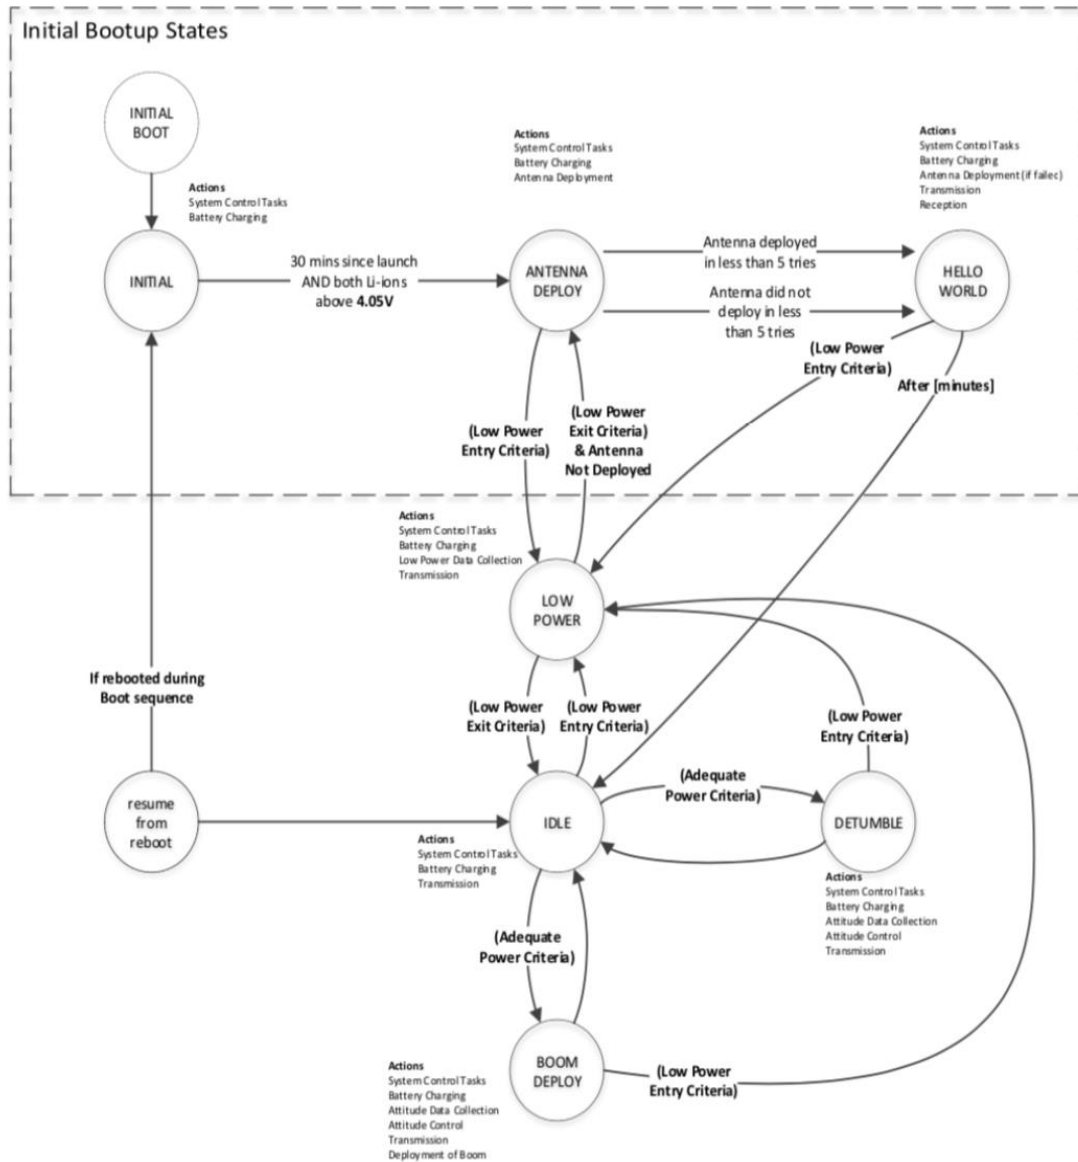 Initial Bootup States
INITIAL
BOOT
Actions
System Control Tasks
Battery Charging
INITIAL
30 mins since launch
AND both Li-ions
above 4.05V
Actions
System Control Tasks
Battery Charging
Antenna Deployment
ANTENNA
DEPLOY
Antenna deployed
in less than 5 tries
Antenna did not
deploy in less
than 5 tries
Actions
System Control Tasks
Battery Charging
Antenna Deployment (if failec)
Transmission
Reception
HELLO
WORLD
(Low Power
Entry Criteria)
After [minutes]
(Low Power
Entry Criteria)
(Low Power
Exit Criteria)
& Antenna
Not Deployed
Actions
System Control Tasks
Battery Charging
Low Power Data Collection
Transmission
LOW
POWER
If rebooted during
Boot sequence
(Low Power
Exit Criteria)
(Low Power
Entry Criteria)
(Low Power
Entry Criteria)
resume
from
reboot
IDLE
Actions
System Control Tasks
Battery Charging
Transmission
(Adequate
Power Criteria)
DETUMBLE
Actions
System Control Tasks
Battery Charging
Attitude Data Collection
Attitude Control
Transmission
(Adequate
Power Criteria)
BOOM
DEPLOY
Actions
System Control Tasks
Battery Charging
Attitude Data Collection
Attitude Control
Transmission
Deployment of Boom
(Low Power
Entry Criteria)